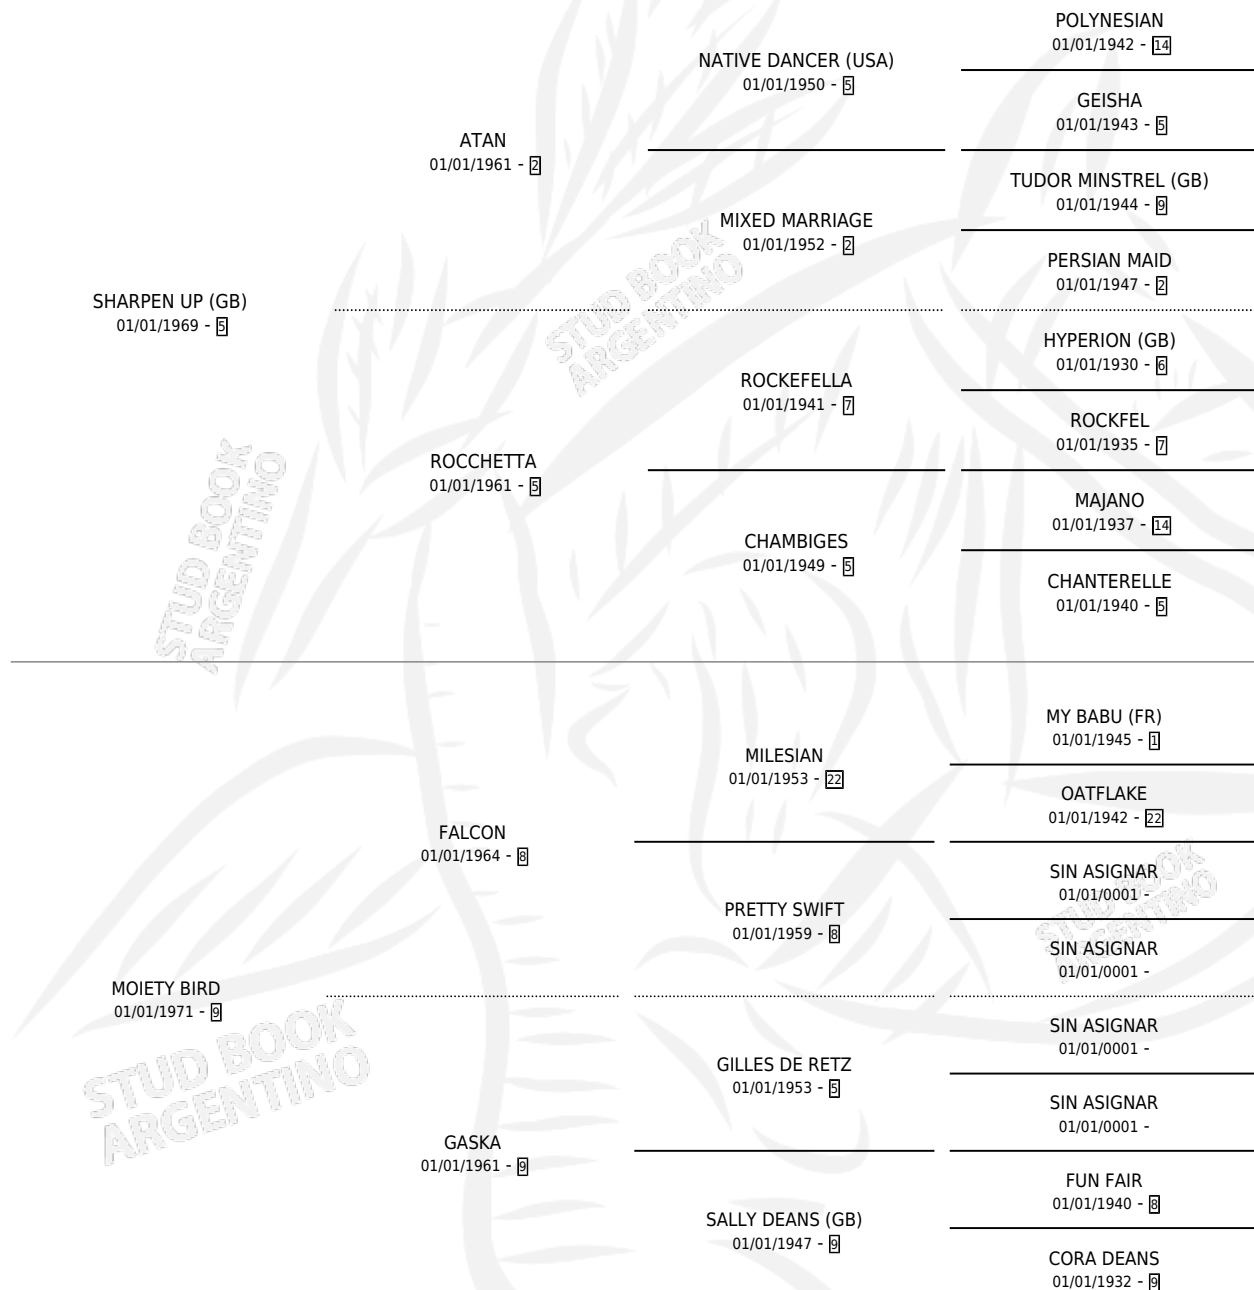 POLYNESIAN
01/01/1942 - 14
NATIVE DANCER (USA)
01/01/1950 - 5
GEISHA
01/01/1943 - 5
ATAN
01/01/1961 - 2
TUDOR MINSTREL (GB)
01/01/1944 - 9
MIXED MARRIAGE
01/01/1952 - 2
PERSIAN MAID
01/01/1947 - 2
SHARPEN UP (GB)
01/01/1969 - 5
HYPERION (GB)
01/01/1930 - 6
ROCKEFELLA
01/01/1941 - 7
ROCKFEL
01/01/1935 - 7
ROCCHETTA
01/01/1961 - 5
MAJANO
01/01/1937 - 14
CHAMBIGES
01/01/1949 - 5
CHANTERELLE
01/01/1940 - 5
MY BABU (FR)
01/01/1945 - 1
MILESIAN
01/01/1953 - 22
OATFLAKE
01/01/1942 - 22
FALCON
01/01/1964 - 8
SIN ASIGNAR
01/01/0001 -
PRETTY SWIFT
01/01/1959 - 8
SIN ASIGNAR
01/01/0001 -
MOIETY BIRD
01/01/1971 - 9
SIN ASIGNAR
01/01/0001 -
GILLES DE RETZ
01/01/1953 - 5
SIN ASIGNAR
01/01/0001 -
GASKA
01/01/1961 - 9
FUN FAIR
01/01/1940 - 8
SALLY DEANS (GB)
01/01/1947 - 9
CORA DEANS
01/01/1932 - 9
STUD BOOK
ARGENTINO
STUD BOOK
ARGENTINO
STUD BOOK
ARGENTINO
STUD BOOK
ARGENTINO